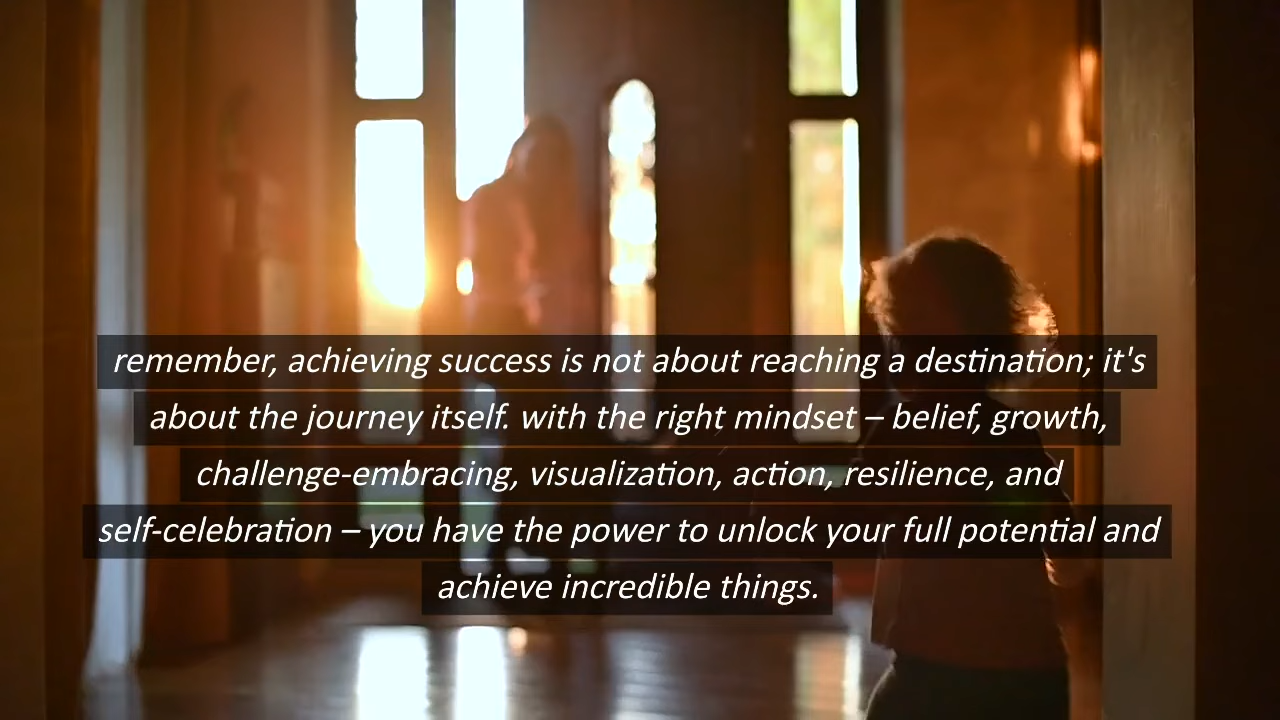 remember, achieving success is not about reaching a destination; it's
about the journey itself. with the right mindset – belief, growth,
challenge-embracing, visualization, action, resilience, and
self-celebration – you have the power to unlock your full potential and
achieve incredible things.